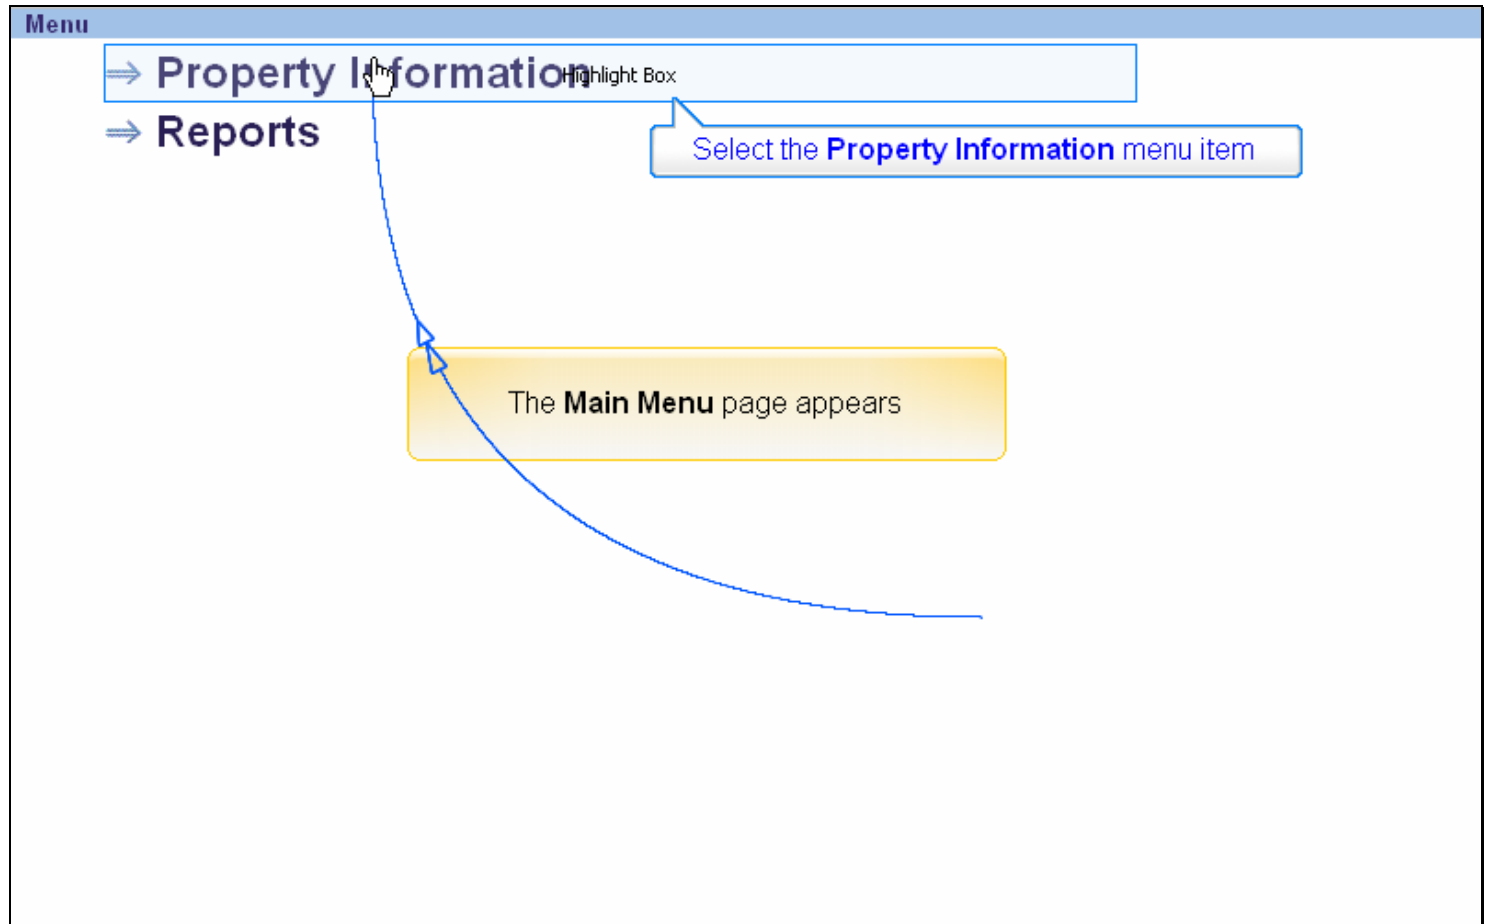 Menu
Property Information
Highlight Box
Reports
Select the Property Information menu item
The Main Menu page appears